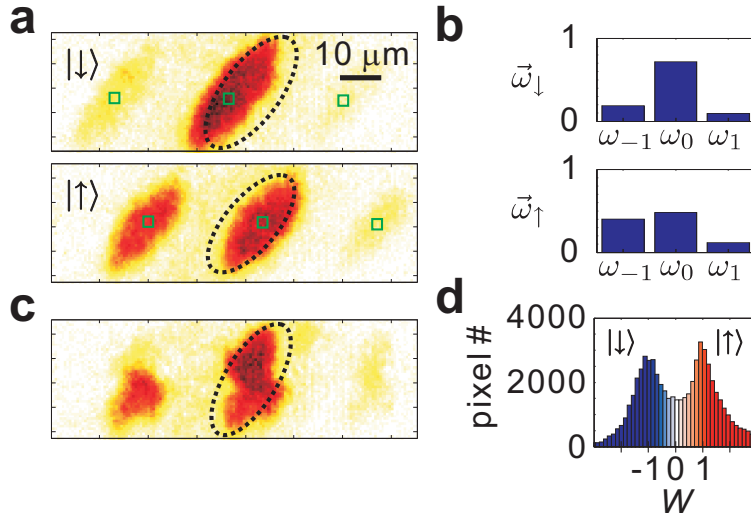 a
|↓⟩
10 μm
|↑⟩
c
b
1
ω⃗↓
0
ω₋₁ ω₀ ω₁
1
ω⃗↑
0
ω₋₁ ω₀ ω₁
d
4000
|↓⟩ |↑⟩
pixel #
2000
0
-1 0 1
W